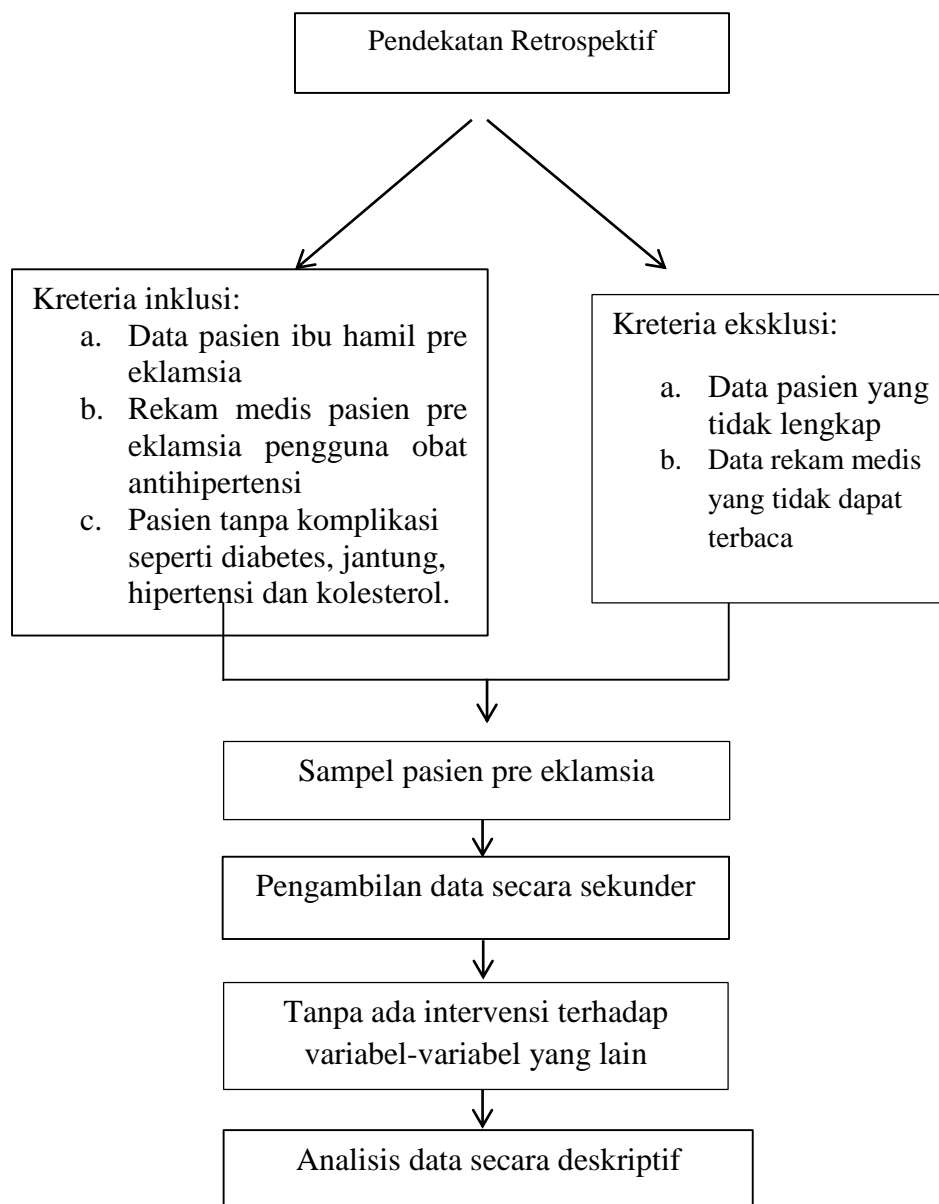 Pendekatan Retrospektif
Kreteria inklusi:
a. Data pasien ibu hamil pre
eklamsia
b. Rekam medis pasien pre
eklamsia pengguna obat
antihipertensi
c. Pasien tanpa komplikasi
seperti diabetes, jantung,
hipertensi dan kolesterol.
Kreteria eksklusi:
a. Data pasien yang
tidak lengkap
b. Data rekam medis
yang tidak dapat
terbaca
Sampel pasien pre eklamsia
Pengambilan data secara sekunder
Tanpa ada intervensi terhadap
variabel-variabel yang lain
Analisis data secara deskriptif